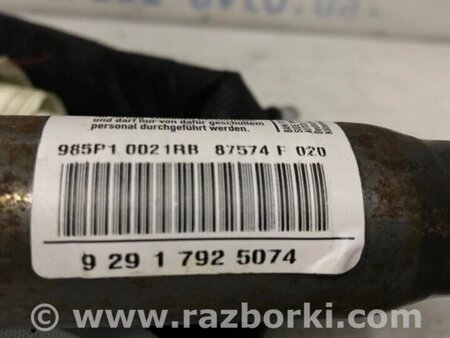 und darf nur von dafür geschultem
personal durchgeführt werden.
985P1 0021RB 87574 F 020
9 29 1 792 5074
www.razborki.com